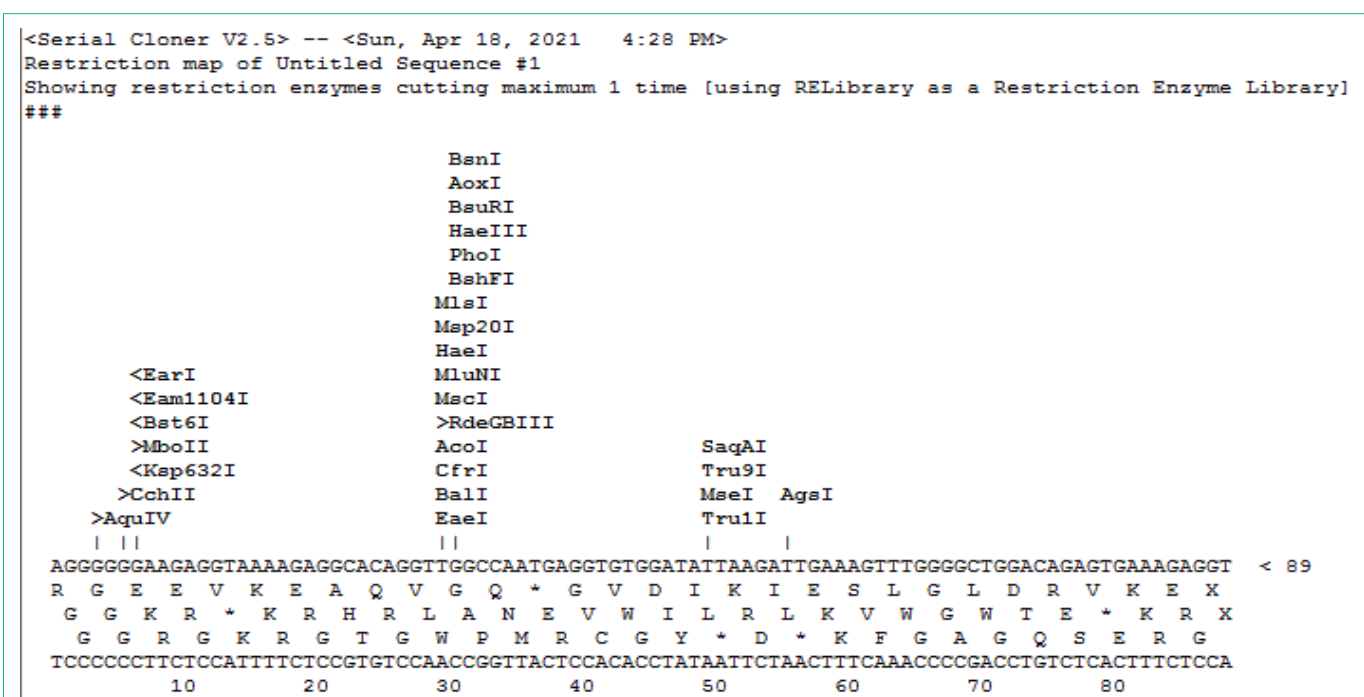 <Serial Cloner V2.5> -- <Sun, Apr 18, 2021   4:28 PM>
Restriction map of Untitled Sequence #1
Showing restriction enzymes cutting maximum 1 time [using RELibrary as a Restriction Enzyme Library]
###
BsnI
AoxI
BsuRI
HaeIII
PhoI
BshFI
MlsI
Msp20I
HaeI
<EarI MluNI
<Eam1104I MscI
<Bst6I >RdeGBIII
>MboII AcoI SaqAI
<Ksp632I CfrI Tru9I
>CchII BalI MseI AgsI
>AquIV EaeI Tru1I
| || || | |
AGGGGGGAAGAGGTAAAAGAGGCACAGGTTGGCCAATGAGGTGTGGATATTAAGATTGAAAGTTTGGGGCTGGACAGAGTGAAAGAGGT < 89
R G E E V K E A Q V G Q * G V D I K I E S L G L D R V K E X
G G K R * K R H R L A N E V W I L R L K V W G W T E * K R X
G G R G K R G T G W P M R C G Y * D * K F G A G Q S E R G
TCCCCCCTTCTCCATTTTCTCCGTGTCCAACCGGTTACTCCACACCTATAATTCTAACTTTCAAACCCCGACCTGTCTCACTTTCTCCA
10 20 30 40 50 60 70 80